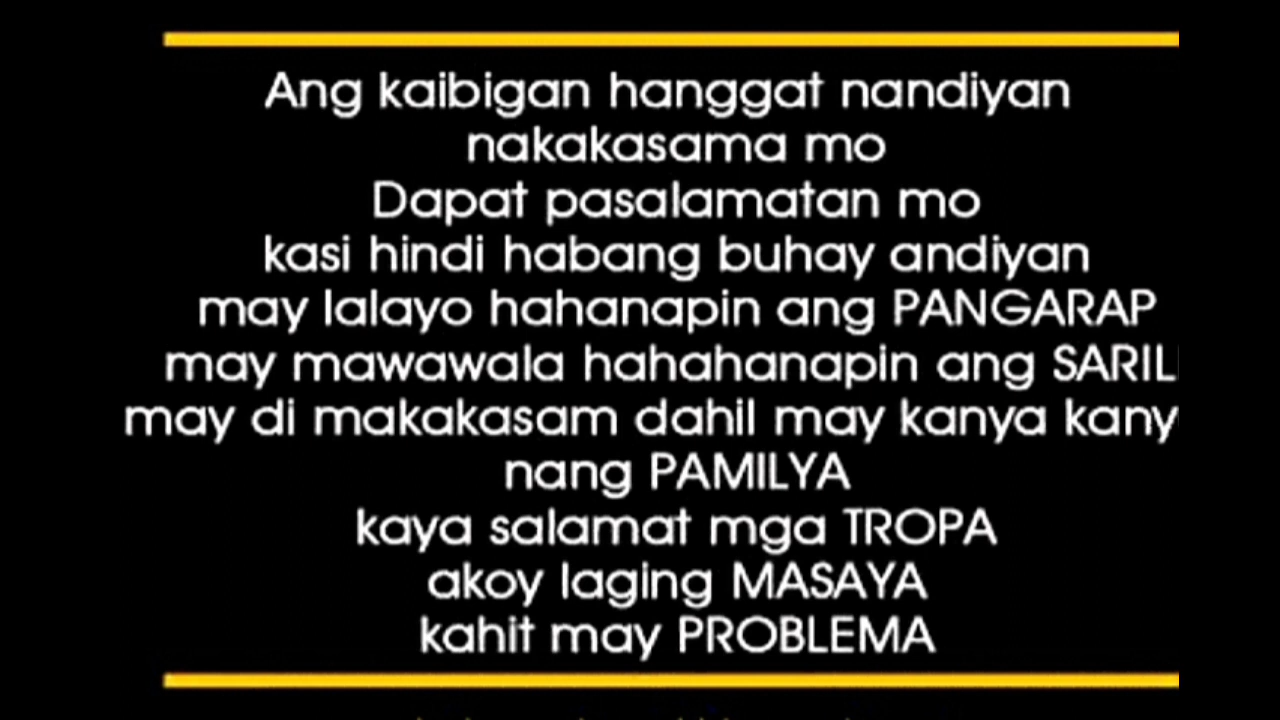 Ang kaibigan hanggat nandiyan
nakakasama mo
Dapat pasalamatan mo
kasi hindi habang buhay andiyan
may lalayo hahanapin ang PANGARAP
may mawawala hahahanapin ang SARILI
may di makakasam dahil may kanya kany
nang PAMILYA
kaya salamat mga TROPA
akoy laging MASAYA
kahit may PROBLEMA